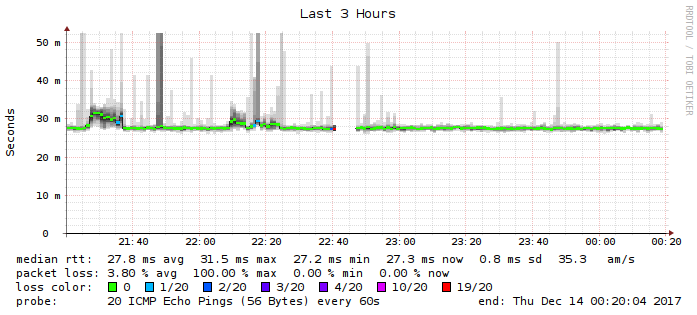 Last 3 Hours
RRDTOOL / TOBI OETIKER
Seconds
50 m
40 m
30 m
20 m
10 m
0
21:40 22:00 22:20 22:40 23:00 23:20 23:40 00:00 00:20
median rtt: 27.8 ms avg 31.5 ms max 27.2 ms min 27.3 ms now 0.8 ms sd 35.3 am/s
packet loss: 3.80 % avg 100.00 % max 0.00 % min 0.00 % now
loss color: 0 1/20 2/20 3/20 4/20 10/20 19/20
probe: 20 ICMP Echo Pings (56 Bytes) every 60s end: Thu Dec 14 00:20:04 2017